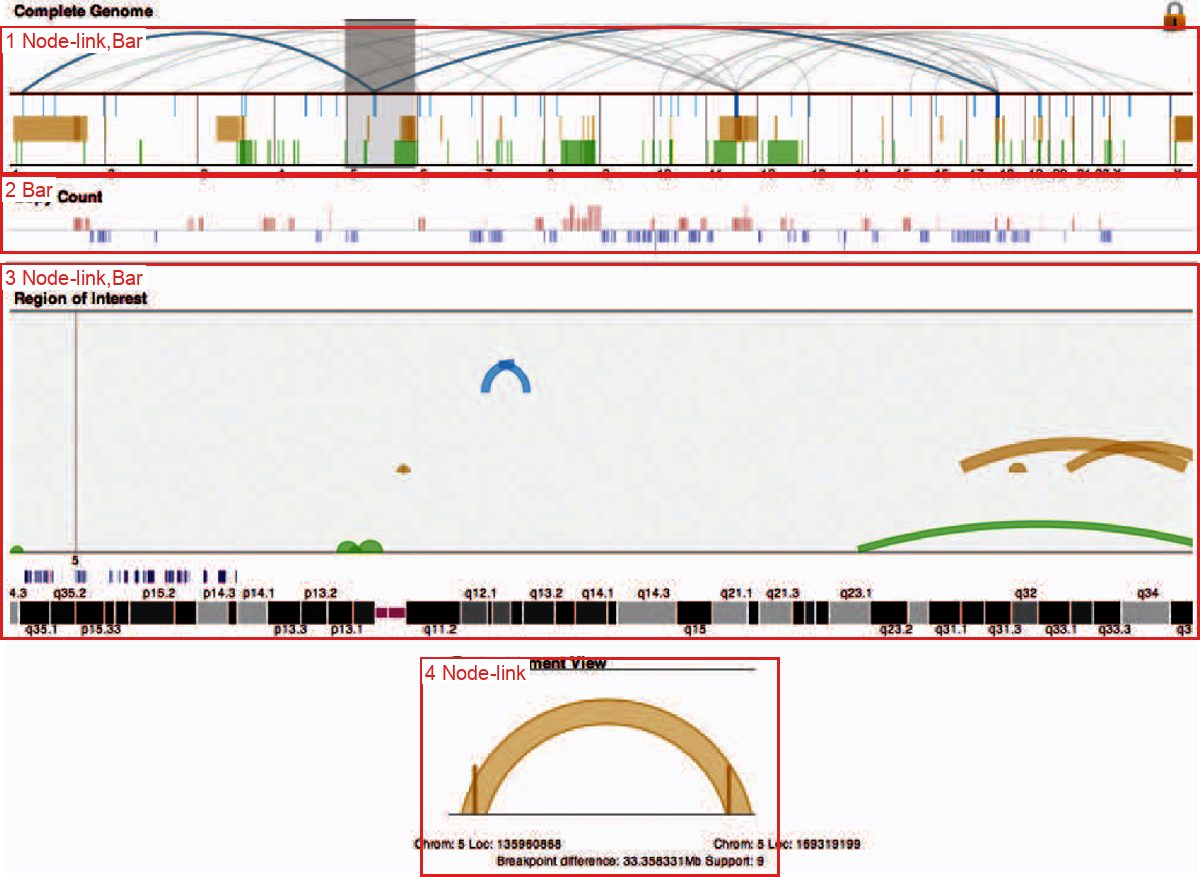 Complete Genome
1 Node-link,Bar
2 Bar
Count
3 Node-link,Bar
Region of Interest
5
4.3 q35.2 p15.2 p14.3 p14.1 p13.2 q12.1 q13.2 q14.1 q14.3 q21.1 q21.3 q23.1 q32 q34
q35.1 p15.33 p13.3 p13.1 q11.2 q15 q23.2 q31.1 q31.3 q33.1 q33.3 q3
ment View
4 Node-link
Chrom: 5 Loc: 135960868 Chrom: 5 Loc: 169319199
Breakpoint difference: 33.358331Mb Support: 9